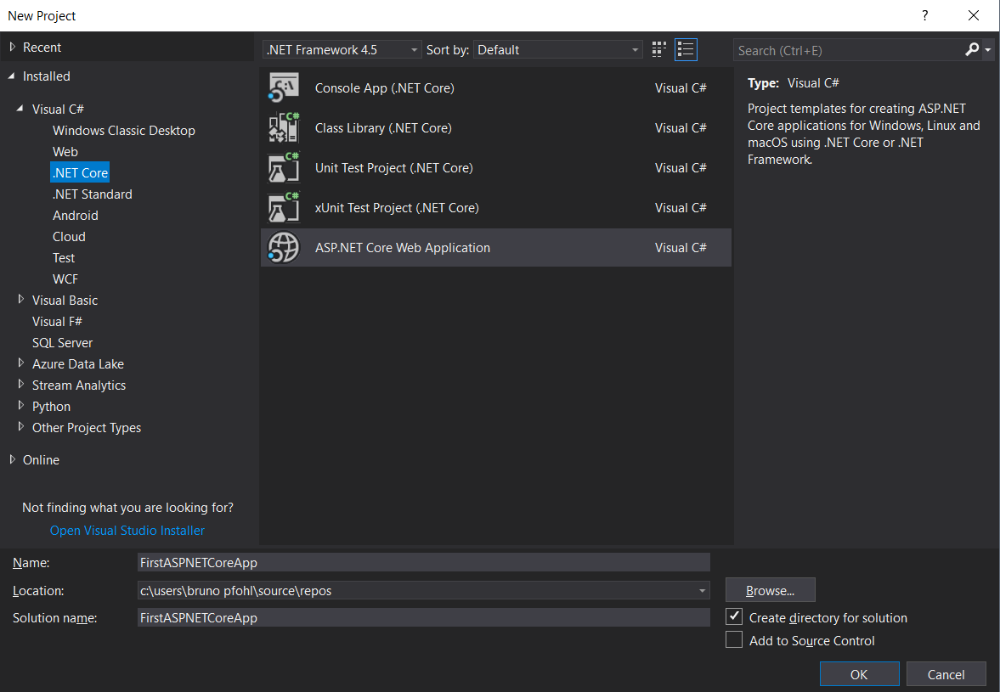 New Project
?
Recent
Installed
Visual C#
Windows Classic Desktop
Web
.NET Core
.NET Standard
Android
Cloud
Test
WCF
Visual Basic
Visual F#
SQL Server
Azure Data Lake
Stream Analytics
Python
Other Project Types
Online
Not finding what you are looking for?
Open Visual Studio Installer
.NET Framework 4.5 Sort by: Default
C:\ Console App (.NET Core) Visual C#
C# Class Library (.NET Core) Visual C#
C# Unit Test Project (.NET Core) Visual C#
C# xUnit Test Project (.NET Core) Visual C#
ASP.NET Core Web Application Visual C#
Search (Ctrl+E)
Type: Visual C#
Project templates for creating ASP.NET
Core applications for Windows, Linux and
macOS using .NET Core or .NET
Framework.
Name: FirstASPNETCoreApp
Location: c:\users\bruno pfohl\source\repos Browse...
Solution name: FirstASPNETCoreApp Create directory for solution
Add to Source Control
OK Cancel